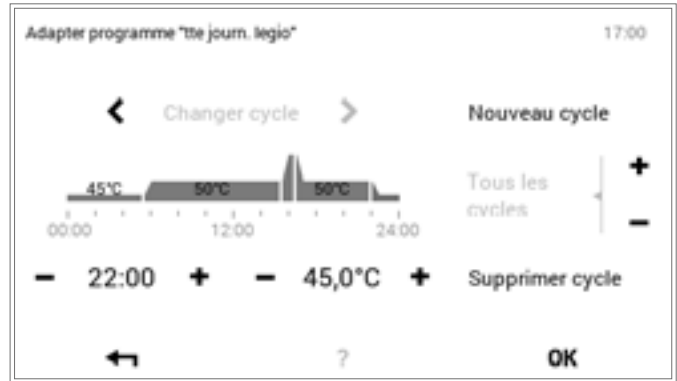 Adapter programme "tte journ. legio"
17:00
Changer cycle
Nouveau cycle
45°C
50°C
50°C
Tous les
cycles
00:00
12:00
24:00
22:00
45,0°C
Supprimer cycle
?
OK